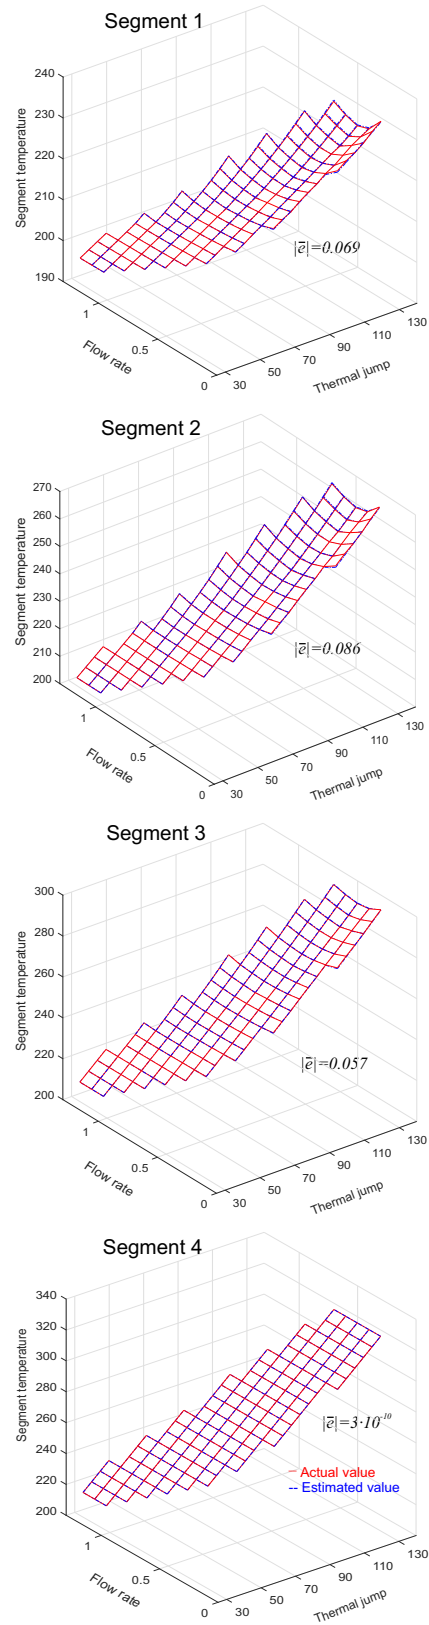 Segment 1
240
230
220
210
200
190
Segment temperature
1
0.5
0
Flow rate
30
50
70
90
110
130
Thermal jump
|e̅|=0.069
Segment 2
270
260
250
240
230
220
210
200
Segment temperature
1
0.5
0
Flow rate
30
50
70
90
110
130
Thermal jump
|e̅|=0.086
Segment 3
300
280
260
240
220
200
Segment temperature
1
0.5
0
Flow rate
30
50
70
90
110
130
Thermal jump
|e̅|=0.057
Segment 4
340
320
300
280
260
240
220
200
Segment temperature
1
0.5
0
Flow rate
30
50
70
90
110
130
Thermal jump
|e̅|=3·10⁻¹⁰
– Actual value
-- Estimated value